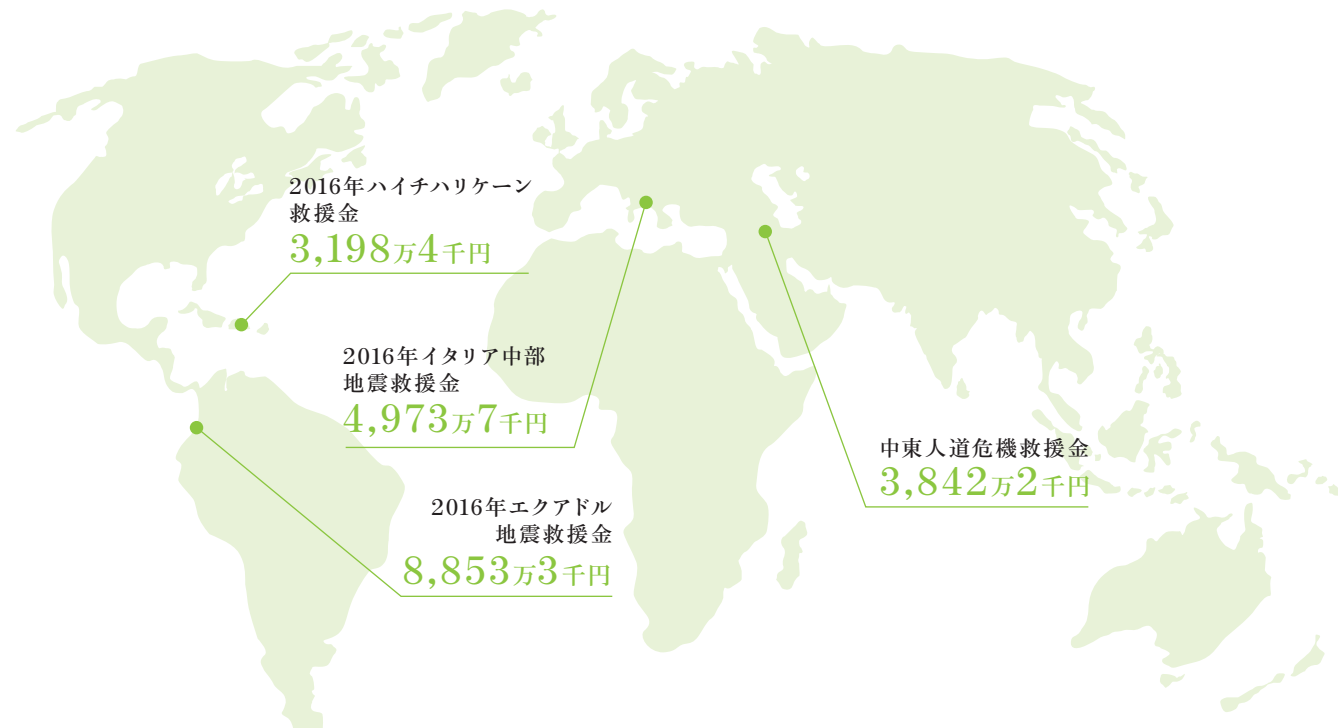 2016年ハイチハリケーン
救援金
3,198万4千円
2016年イタリア中部
地震救援金
4,973万7千円
中東人道危機救援金
3,842万2千円
2016年エクアドル
地震救援金
8,853万3千円